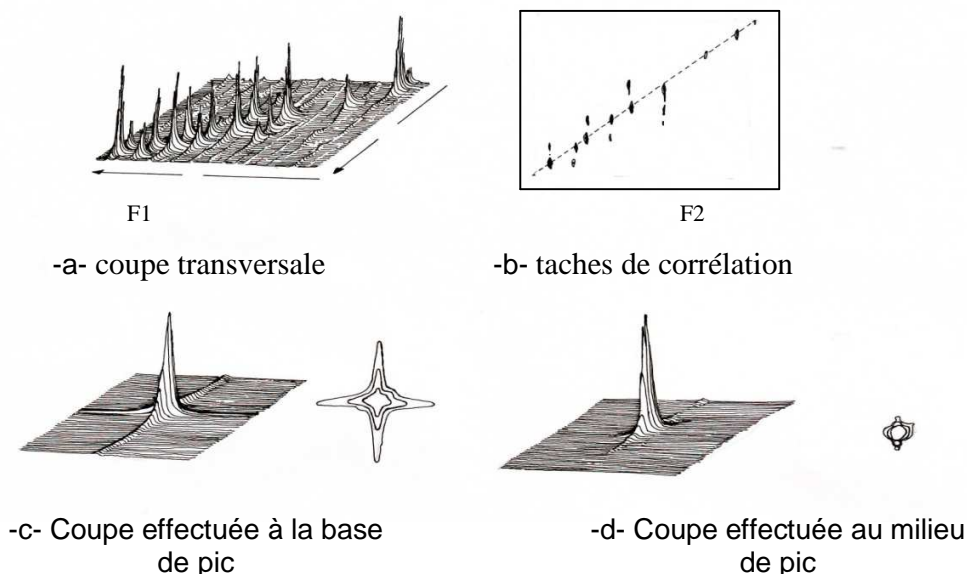 F1
F2
-a- coupe transversale
-b- taches de corrélation
-c- Coupe effectuée à la base
de pic
-d- Coupe effectuée au milieu
de pic